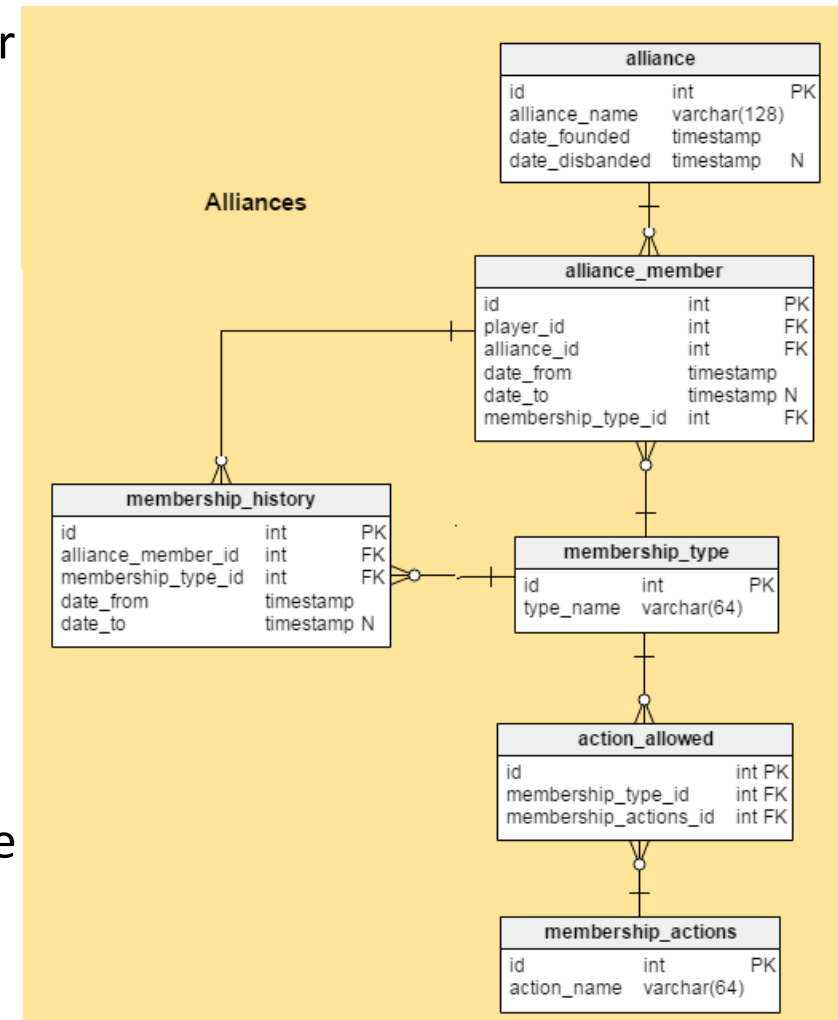 r
Alliances
alliance
id int PK
alliance_name varchar(128)
date_founded timestamp
date_disbanded timestamp N
alliance_member
id int PK
player_id int FK
alliance_id int FK
date_from timestamp
date_to timestamp N
membership_type_id int FK
membership_history
id int PK
alliance_member_id int FK
membership_type_id int FK
date_from timestamp
date_to timestamp N
membership_type
id int PK
type_name varchar(64)
action_allowed
id int PK
membership_type_id int FK
membership_actions_id int FK
e
membership_actions
id int PK
action_name varchar(64)